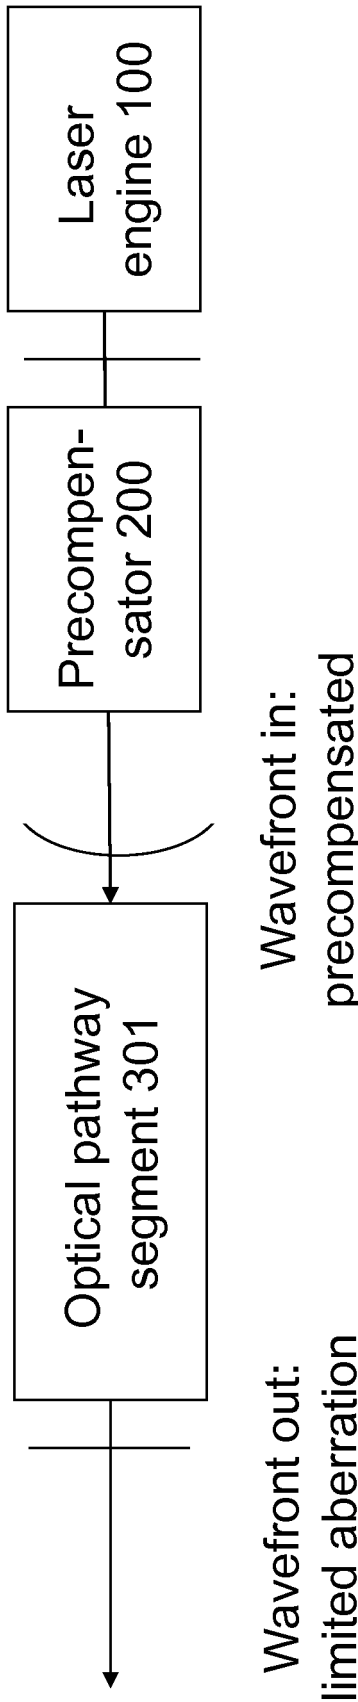 Laser
engine 100
Precompen-
sator 200
Optical pathway
segment 301
Wavefront in:
precompensated
Wavefront out:
limited aberration